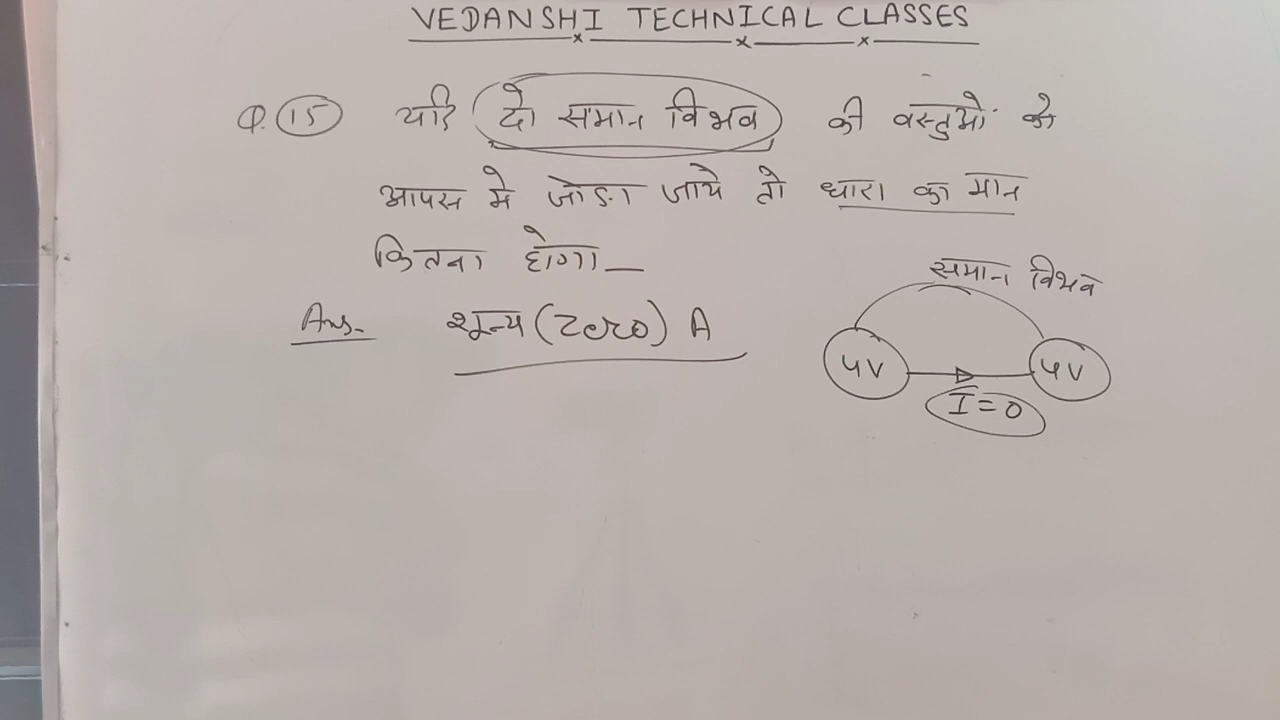 VEDANSHI TECHNICAL CLASSES
Q. 15 यदि दो समान विभव की वस्तुओं को
आपस मे जोडा जाये तो धारा का मान
कितना होगा_
समान विभव
Ans. शून्य (Zero) A
4V 4V
I = 0